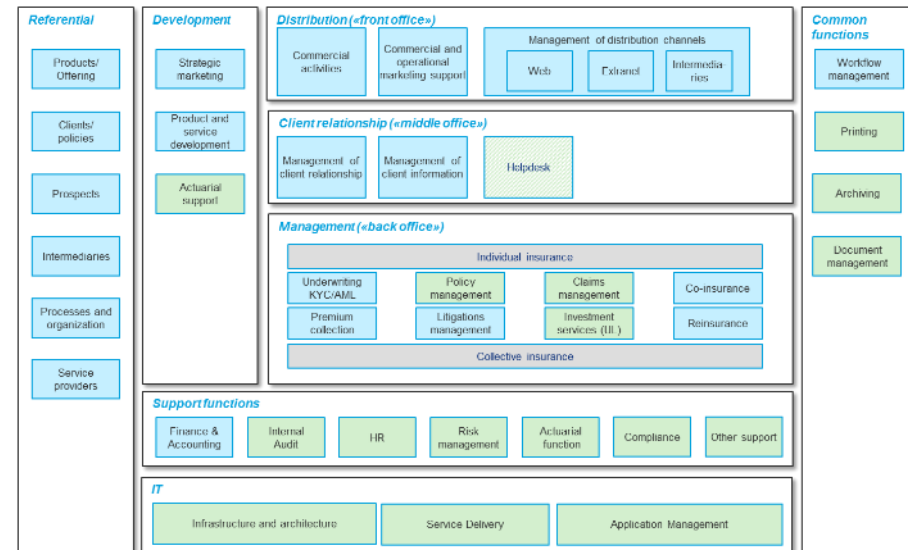 Referential
Products/
Offering
Clients/
policies
Prospects
Intermediaries
Processes and
organization
Service
providers
Development
Strategic
marketing
Product and
service
development
Actuarial
support
Distribution («front office»)
Commercial
activities
Commercial and
operational
marketing support
Management of distribution channels
Web
Extranet
Intermedia-
ries
Client relationship («middle office»)
Management of
client relationship
Management of
client information
Helpdesk
Management («back office»)
Individual insurance
Underwriting
KYC/AML
Policy
management
Claims
management
Co-insurance
Premium
collection
Litigations
management
Investment
services (UL)
Reinsurance
Collective insurance
Support functions
Finance &
Accounting
Internal
Audit
HR
Risk
management
Actuarial
function
Compliance
Other support
IT
Infrastructure and architecture
Service Delivery
Application Management
Common
functions
Workflow
management
Printing
Archiving
Document
management